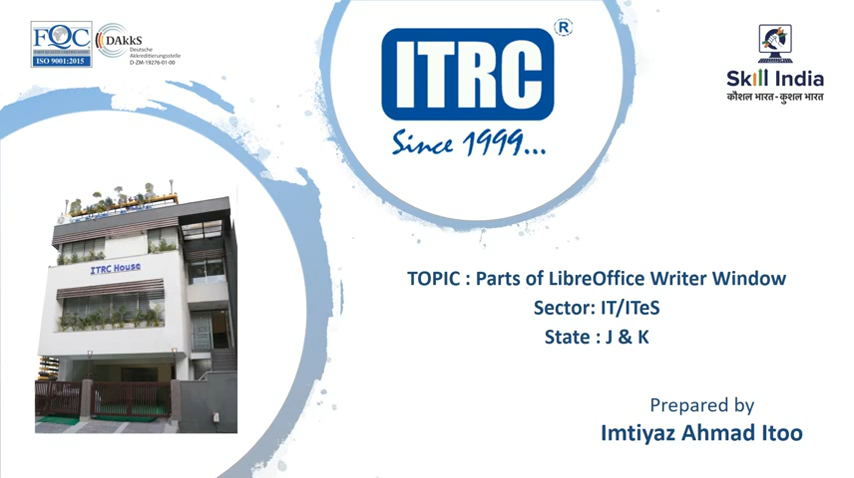 FQC
ISO 9001:2015
DAkkS
Deutsche
Akkreditierungsstelle
D-ZM-19276-01-00
ITRC
®
Since 1999...
Skill India
कौशल भारत-कुशल भारत
ITRC House
TOPIC : Parts of LibreOffice Writer Window
Sector: IT/ITeS
State : J & K
Prepared by
Imtiyaz Ahmad Itoo